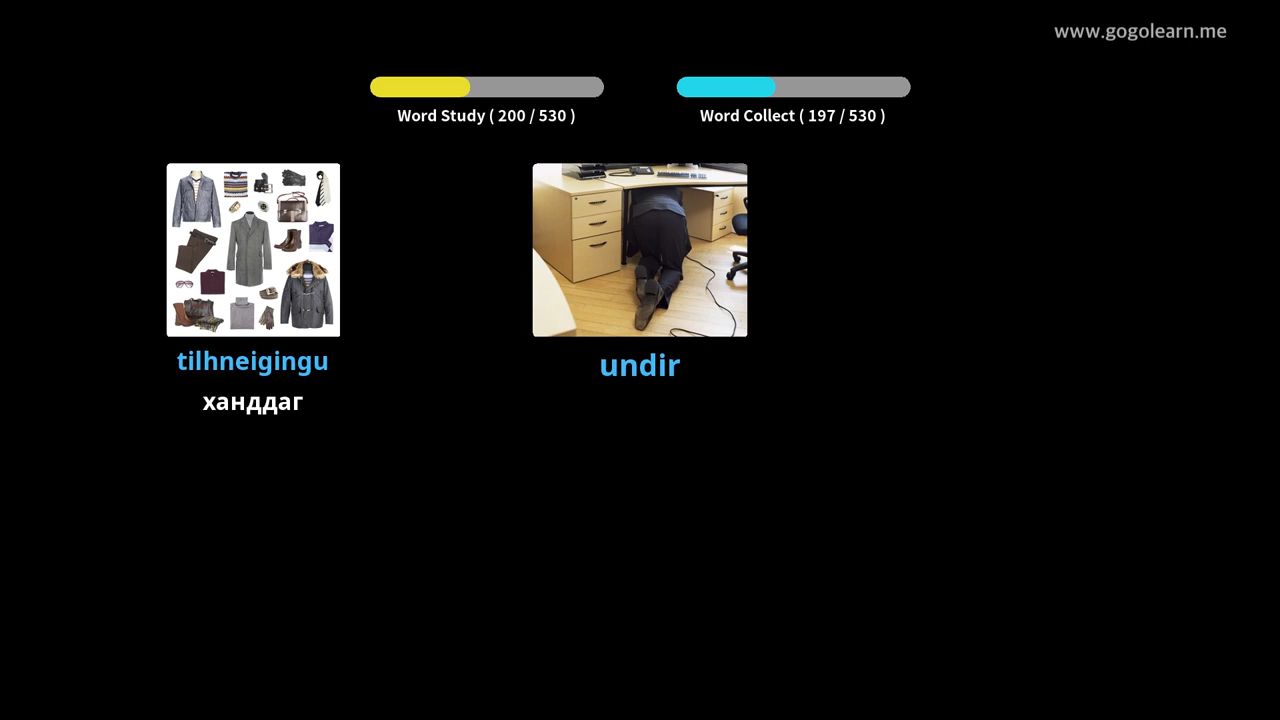 www.gogolearn.me
Word Study ( 200 / 530 )
Word Collect ( 197 / 530 )
tilhneigingu
ханддаг
undir